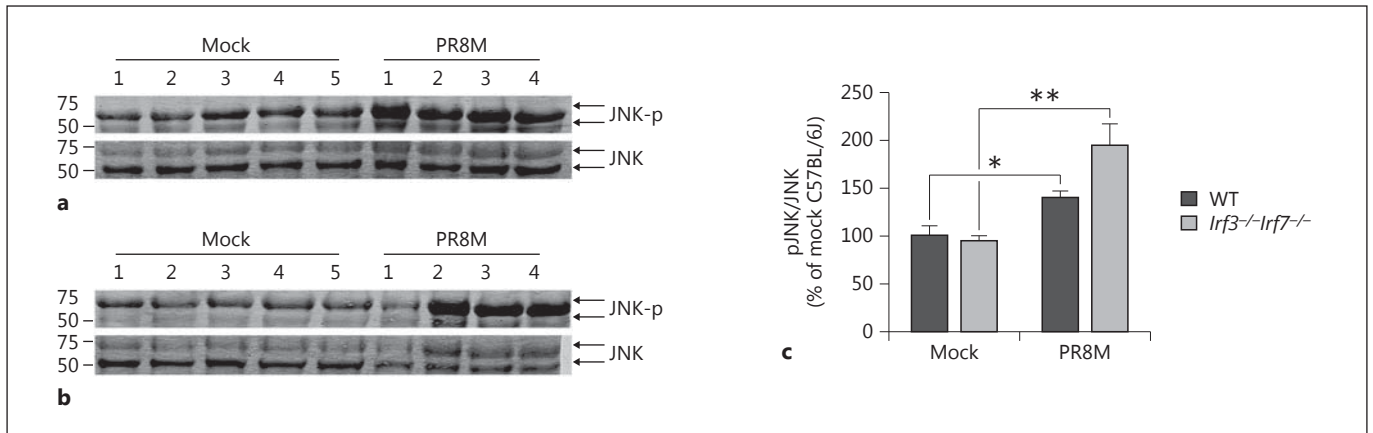 Mock PR8M
1 2 3 4 5 1 2 3 4
75
50
JNK-p
75
50
JNK
a
Mock PR8M
1 2 3 4 5 1 2 3 4
75
50
JNK-p
75
50
JNK
b
pJNK/JNK
(% of mock C57BL/6J)
250
200
150
100
50
0
**
*
Mock PR8M
WT
Irf3–/–Irf7–/–
c